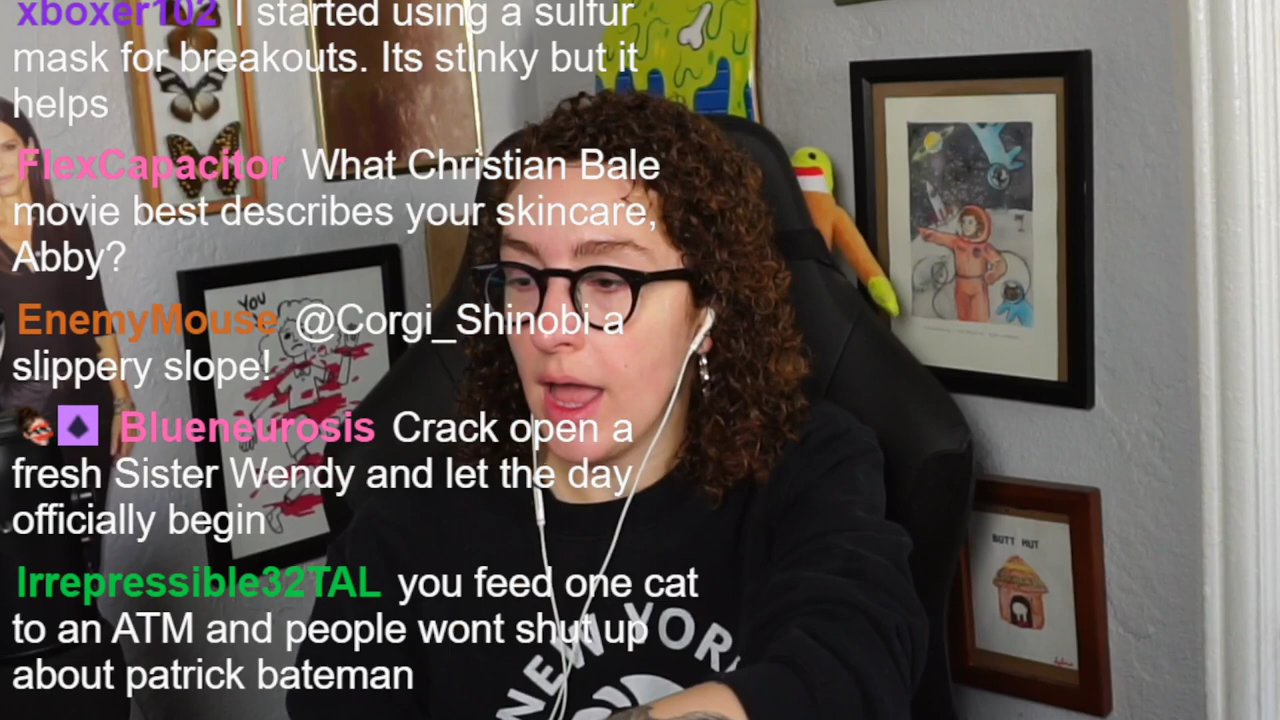 xboxer102 I started using a sulfur
mask for breakouts. Its stinky but it
helps
FlexCapacitor What Christian Bale
movie best describes your skincare,
Abby?
EnemyMouse @Corgi_Shinobi a
slippery slope!
Blueneurosis Crack open a
fresh Sister Wendy and let the day
officially begin
Irrepressible32TAL you feed one cat
to an ATM and people wont shut up
about patrick bateman
YOU
NEW YORK
BUTT HUT